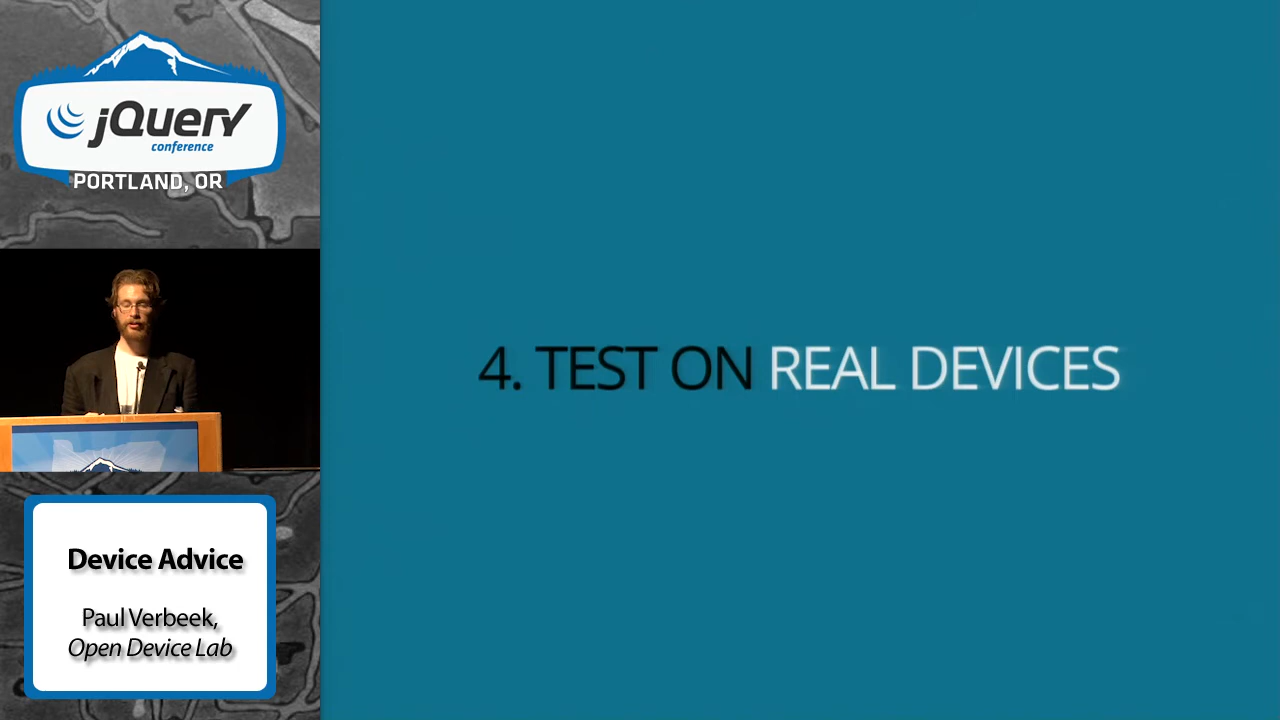 jQuery
conference
PORTLAND, OR
4. TEST ON REAL DEVICES
Device Advice
Paul Verbeek,
Open Device Lab